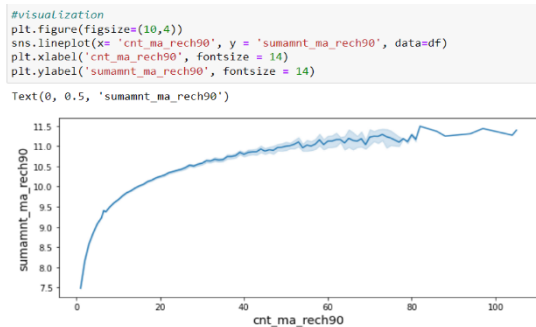 #visualization
plt.figure(figsize=(10,4))
sns.lineplot(x= 'cnt_ma_rech90', y = 'sumamnt_ma_rech90', data=df)
plt.xlabel('cnt_ma_rech90', fontsize = 14)
plt.ylabel('sumamnt_ma_rech90', fontsize = 14)
Text(0, 0.5, 'sumamnt_ma_rech90')
sumamnt_ma_rech90
11.5
11.0
10.5
10.0
9.5
9.0
8.5
8.0
7.5
0 20 40 60 80 100
cnt_ma_rech90